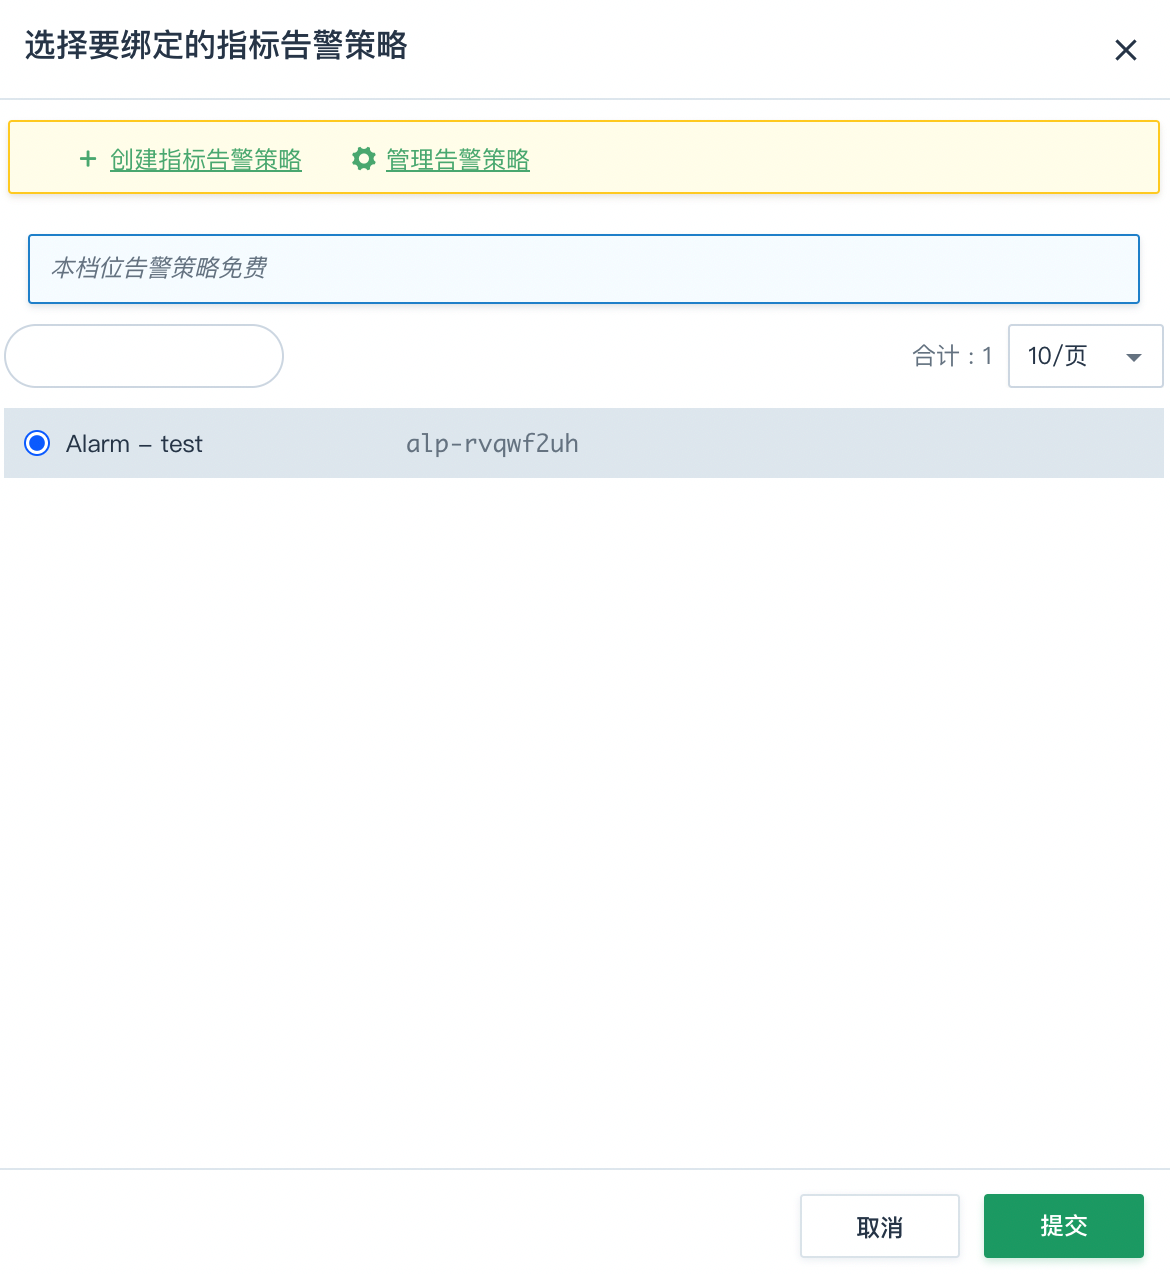 选择要绑定的指标告警策略
创建指标告警策略 管理告警策略
本档位告警策略免费
合计：1 10/页
Alarm – test alp-rvqwf2uh
取消 提交